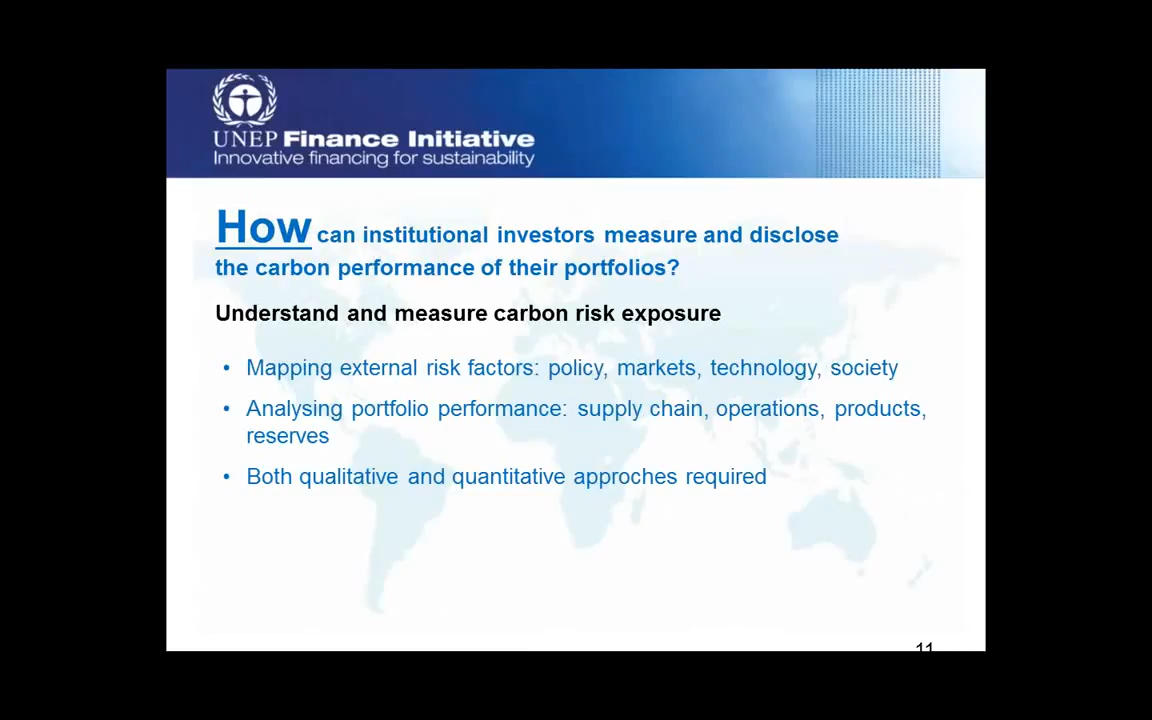 UNEP Finance Initiative
Innovative financing for sustainability
How can institutional investors measure and disclose
the carbon performance of their portfolios?
Understand and measure carbon risk exposure
• Mapping external risk factors: policy, markets, technology, society
• Analysing portfolio performance: supply chain, operations, products,
reserves
• Both qualitative and quantitative approches required
11